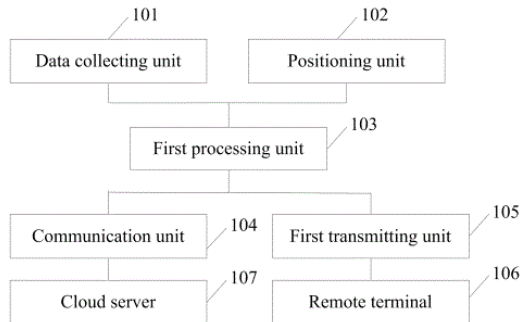 101
102
Data collecting unit
Positioning unit
103
First processing unit
Communication unit
104
First transmitting unit
105
Cloud server
107
Remote terminal
106